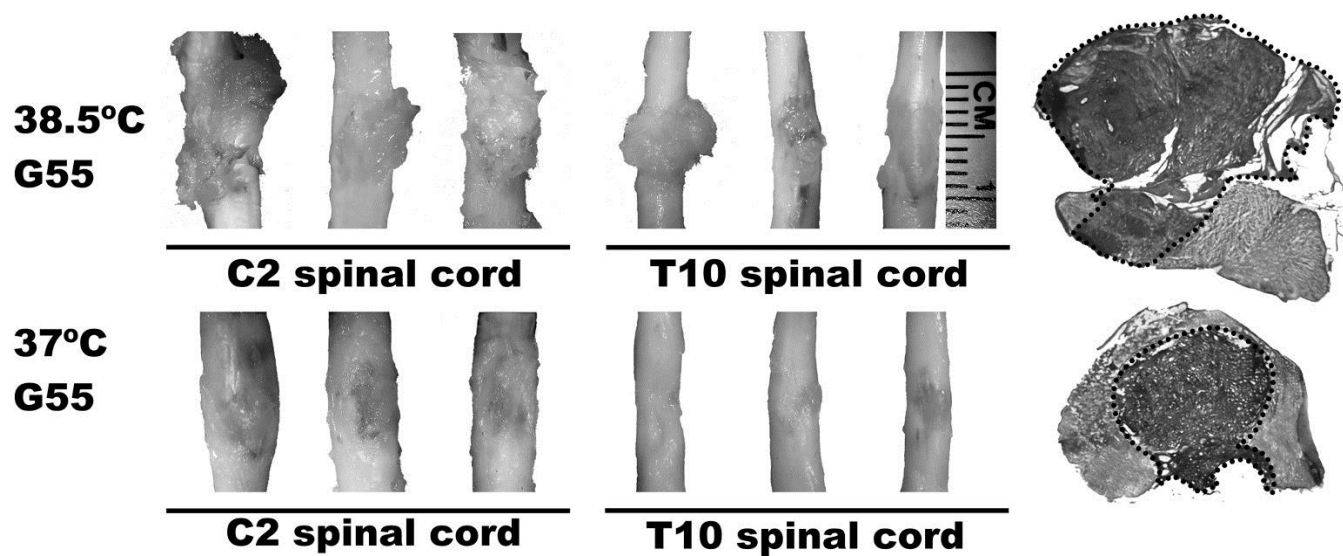 38.5ºC
G55
CM
1
C2 spinal cord
T10 spinal cord
37ºC
G55
C2 spinal cord
T10 spinal cord